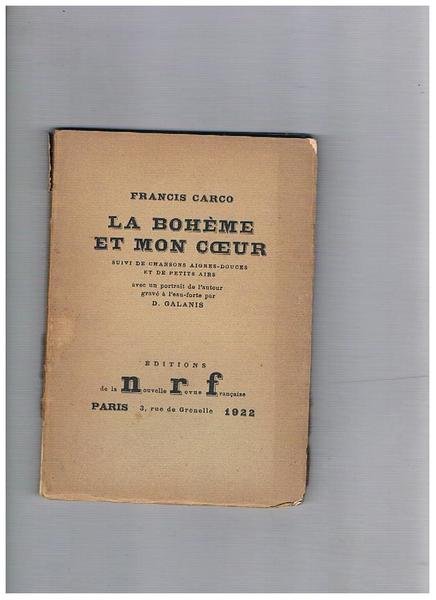 FRANCIS CARCO
LA BOHÈME
ET MON CŒUR
SUIVI DE CHANSONS AIGRES-DOUCES
ET DE PETITS AIRS
avec un portrait de l'auteur
gravé à l'eau-forte par
D. GALANIS
EDITIONS
de la nouvelle revue française
PARIS 3, rue de Grenelle 1922